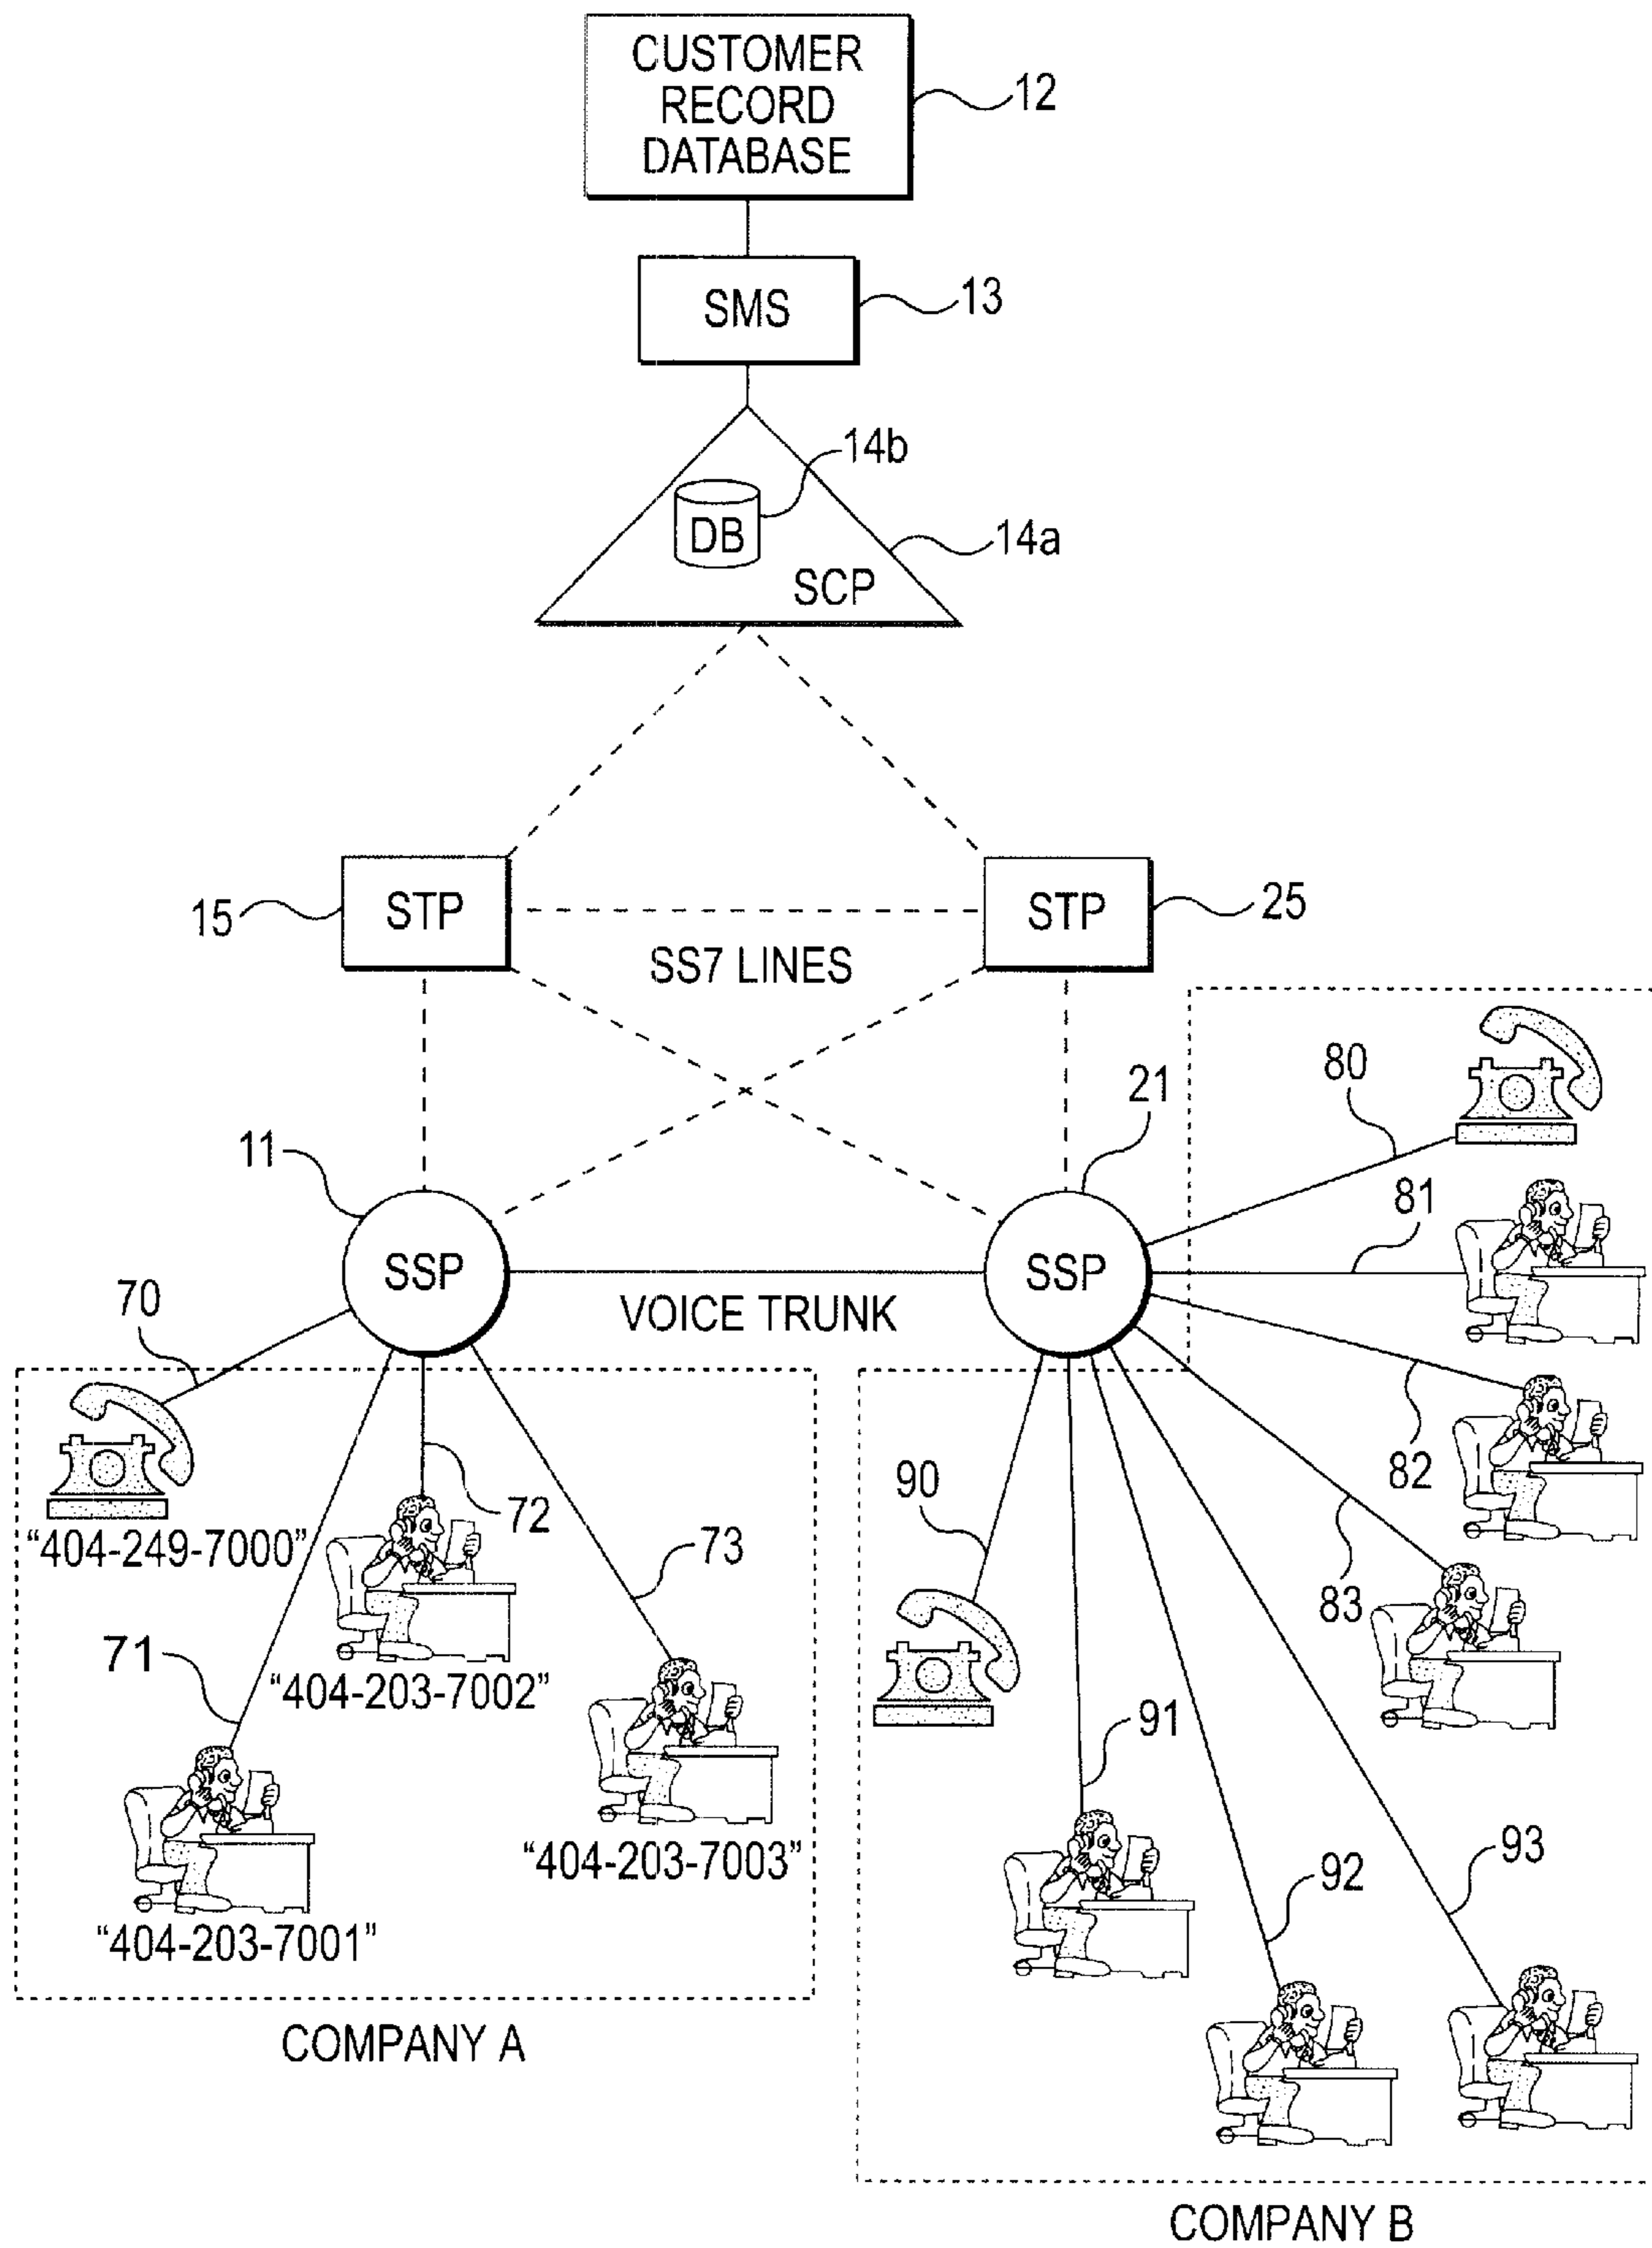 CUSTOMER
RECORD
DATABASE
12
SMS
13
14b
DB
14a
SCP
STP
STP
15
25
SS7 LINES
80
21
11
81
SSP
SSP
70
VOICE TRUNK
82
90
72
"404-249-7000"
73
83
71
"404-203-7002"
91
"404-203-7003"
93
92
"404-203-7001"
COMPANY A
COMPANY B